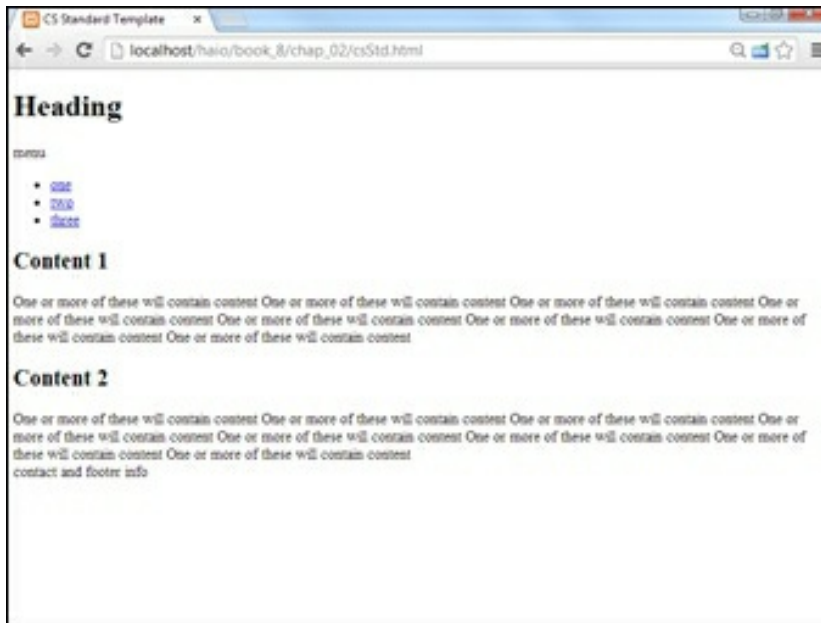 CS Standard Template
localhost/haio/book_8/chap_02/csStd.html
Heading
menu
one
two
three
Content 1
One or more of these will contain content One or more of these will contain content One or more of these will contain content One or
more of these will contain content One or more of these will contain content One or more of these will contain content One or more of
these will contain content One or more of these will contain content
Content 2
One or more of these will contain content One or more of these will contain content One or more of these will contain content One or
more of these will contain content One or more of these will contain content One or more of these will contain content One or more of
these will contain content One or more of these will contain content
contact and footer info